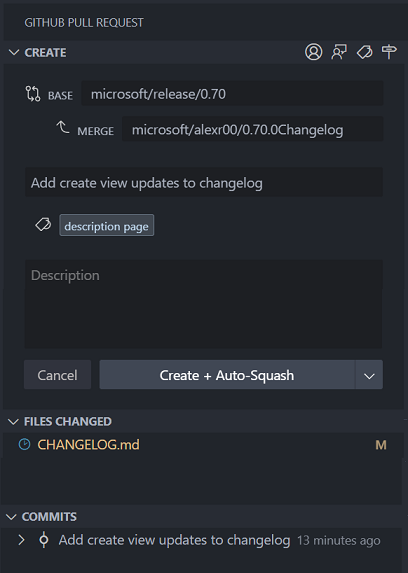 GITHUB PULL REQUEST
CREATE
BASE microsoft/release/0.70
MERGE microsoft/alexr00/0.70.0Changelog
Add create view updates to changelog
description page
Description
Cancel Create + Auto-Squash
FILES CHANGED
CHANGELOG.md M
COMMITS
Add create view updates to changelog 13 minutes ago